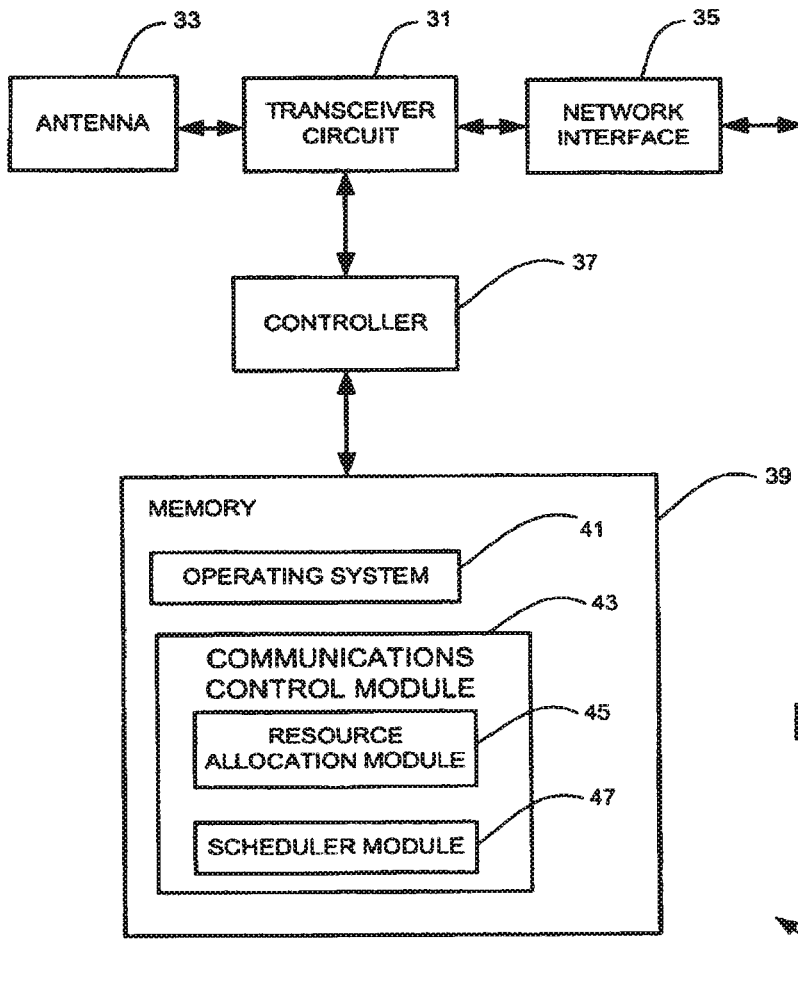 33
31
35
ANTENNA
TRANSCEIVER
CIRCUIT
NETWORK
INTERFACE
37
CONTROLLER
39
MEMORY
41
OPERATING SYSTEM
43
COMMUNICATIONS
CONTROL MODULE
45
RESOURCE
ALLOCATION MODULE
47
SCHEDULER MODULE